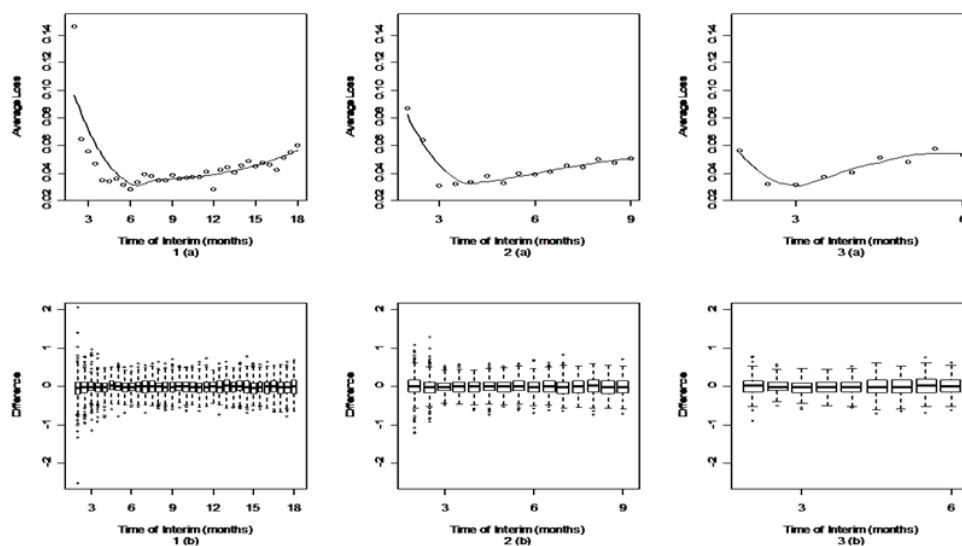 0.14
0.12
0.10
0.08
0.06
0.04
0.02
Average Loss
3 6 9 12 15 18
Time of Interim (months)
1 (a)
0.14
0.12
0.10
0.08
0.06
0.04
0.02
Average Loss
3 6 9
Time of Interim (months)
2 (a)
0.14
0.12
0.10
0.08
0.06
0.04
0.02
Average Loss
3 6
Time of Interim (months)
3 (a)
2
1
0
-1
-2
Difference
3 6 9 12 15 18
Time of Interim (months)
1 (b)
2
1
0
-1
-2
Difference
3 6 9
Time of Interim (months)
2 (b)
2
1
0
-1
-2
Difference
3 6
Time of Interim (months)
3 (b)